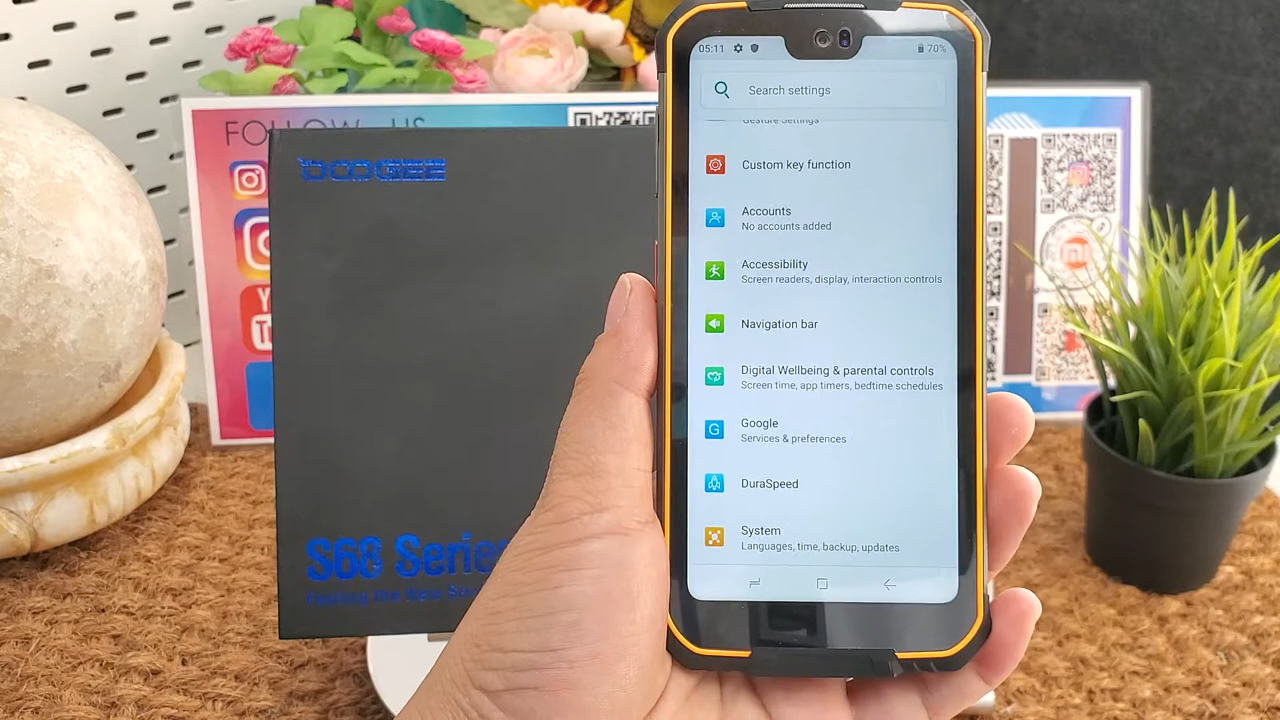 FOLLOW US
DOOGEE
S68 Series
05:11
70%
Search settings
Gesture Settings
Custom key function
Accounts
No accounts added
Accessibility
Screen readers, display, interaction controls
Navigation bar
Digital Wellbeing & parental controls
Screen time, app timers, bedtime schedules
G
Google
Services & preferences
DuraSpeed
System
Languages, time, backup, updates